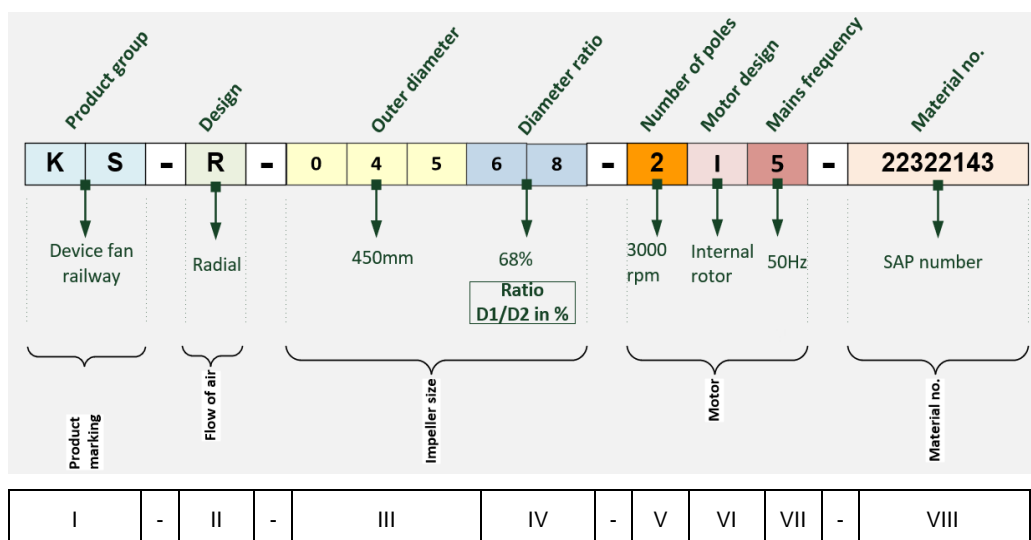 Product group
Design
Outer diameter
Diameter ratio
Number of poles
Motor design
Mains frequency
Material no.
K S - R - 0 4 5 6 8 - 2 I 5 - 22322143
Device fan
railway
Radial
450mm
68%
Ratio
D1/D2 in %
3000
rpm
Internal
rotor
50Hz
SAP number
Product
marking
Flow of air
Impeller size
Motor
Material no.
I - II - III IV - V VI VII - VIII